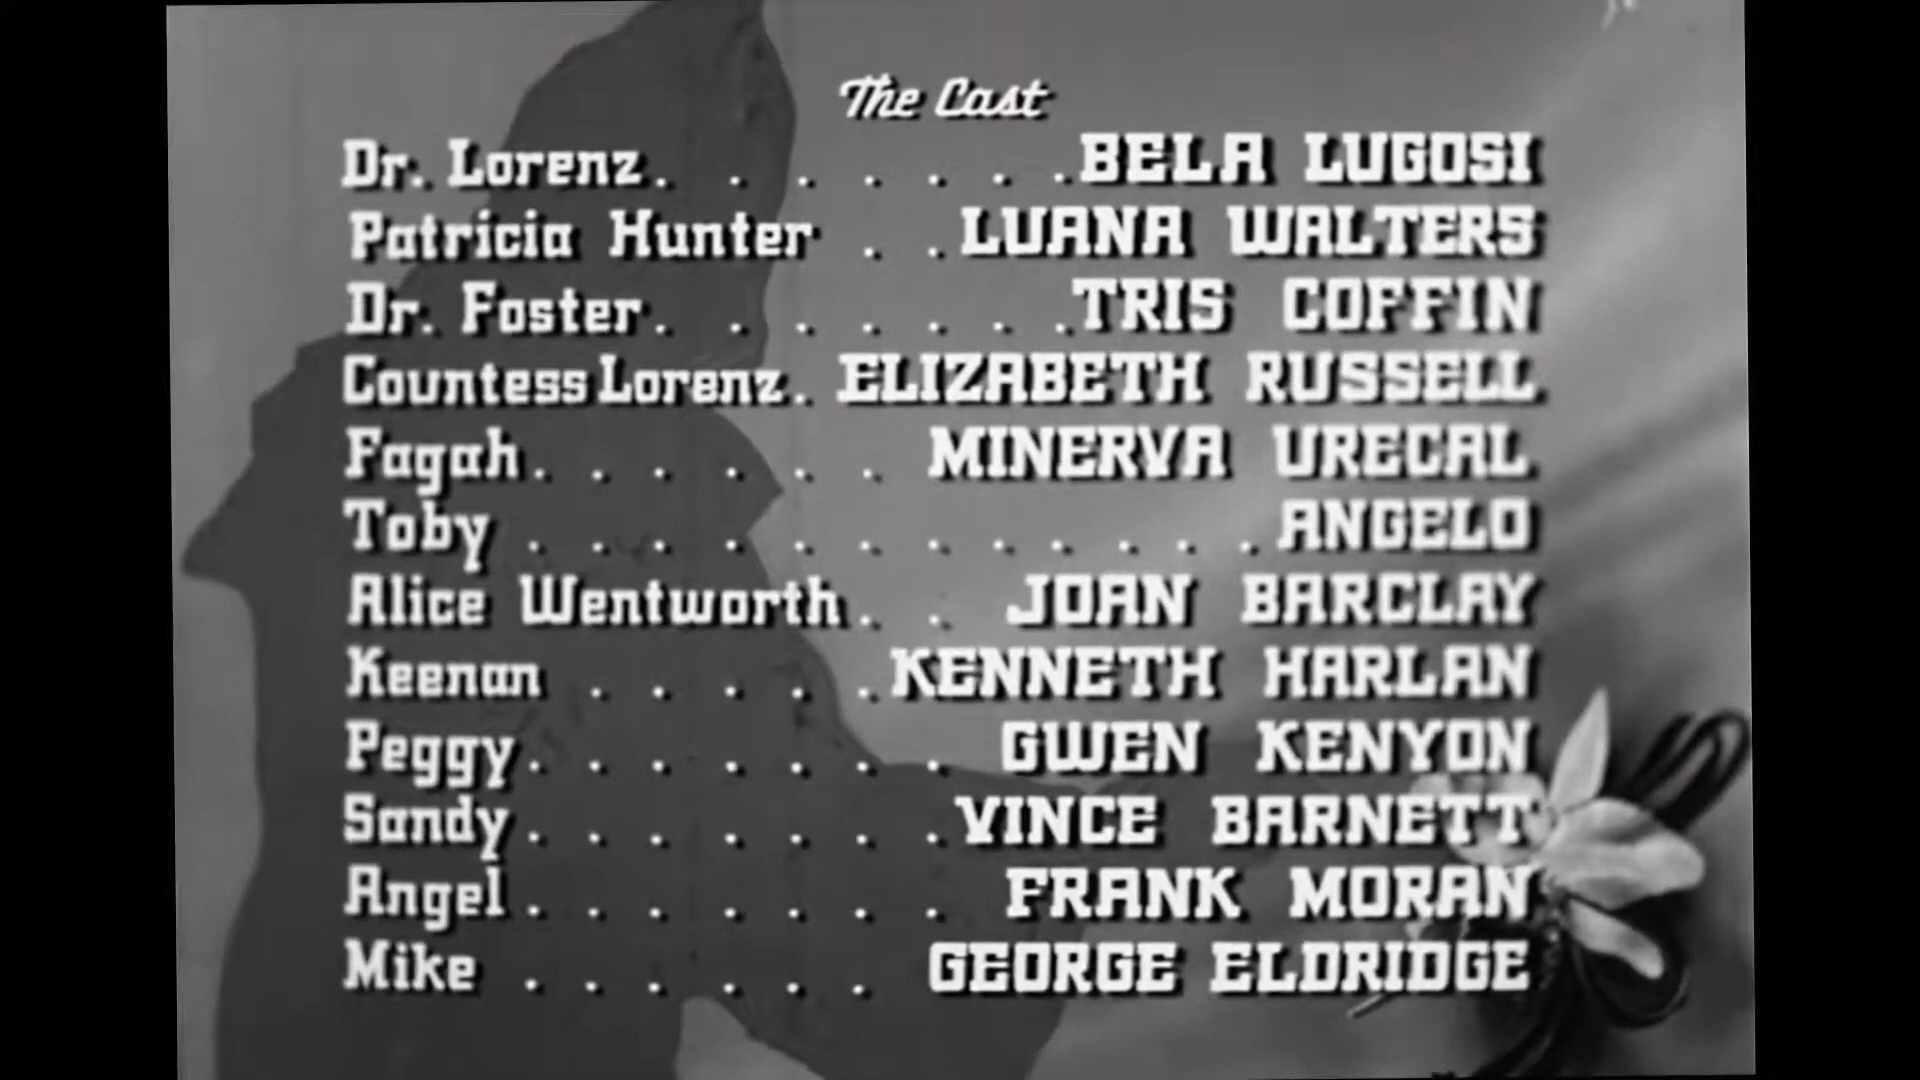 The Cast
Dr. Lorenz. . . . . . .BELA LUGOSI
Patricia Hunter . .LUANA WALTERS
Dr. Foster. . . . . . .TRIS COFFIN
Countess Lorenz. ELIZABETH RUSSELL
Fagah. . . . . . MINERVA URECAL
Toby . . . . . . . . . . . .ANGELO
Alice Wentworth. . JOAN BARCLAY
Keenan . . . . .KENNETH HARLAN
Peggy. . . . . . . GWEN KENYON
Sandy. . . . . . .VINCE BARNETT
Angel. . . . . . . FRANK MORAN
Mike . . . . . . GEORGE ELDRIDGE